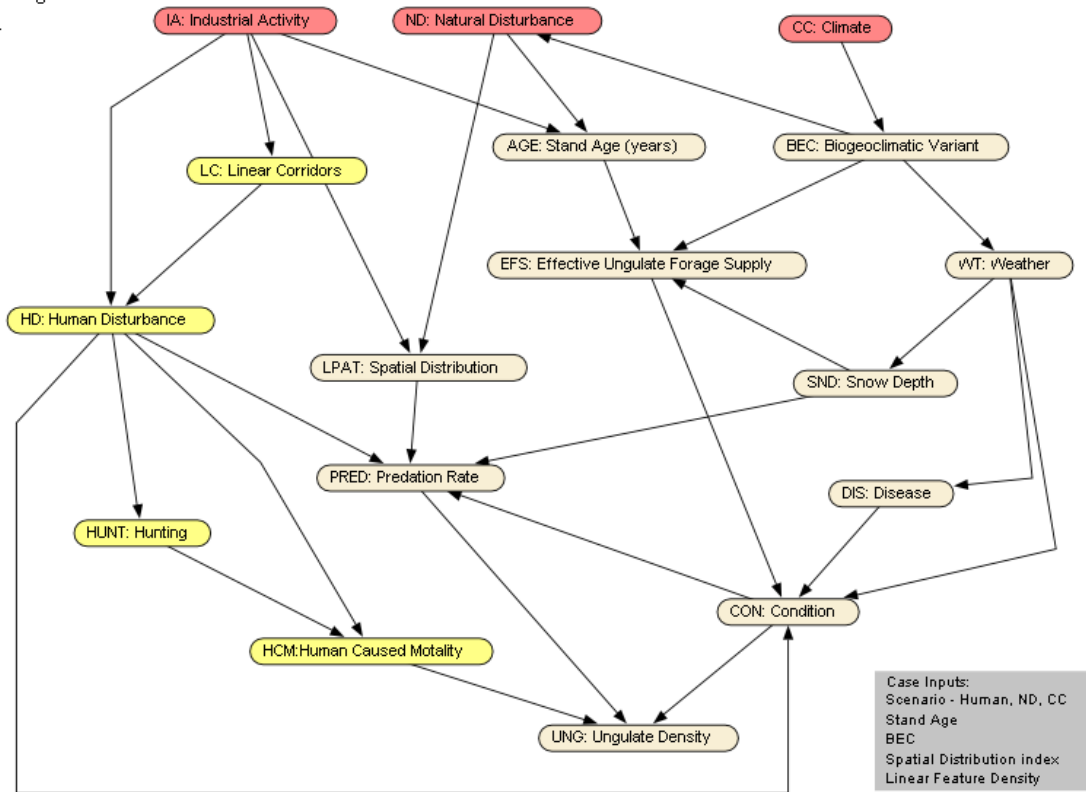 IA: Industrial Activity
ND: Natural Disturbance
CC: Climate
AGE: Stand Age (years)
BEC: Biogeoclimatic Variant
LC: Linear Corridors
EFS: Effective Ungulate Forage Supply
WT: Weather
HD: Human Disturbance
LPAT: Spatial Distribution
SND: Snow Depth
PRED: Predation Rate
DIS: Disease
HUNT: Hunting
CON: Condition
HCM:Human Caused Motality
UNG: Ungulate Density
Case Inputs:
Scenario - Human, ND, CC
Stand Age
BEC
Spatial Distribution index
Linear Feature Density